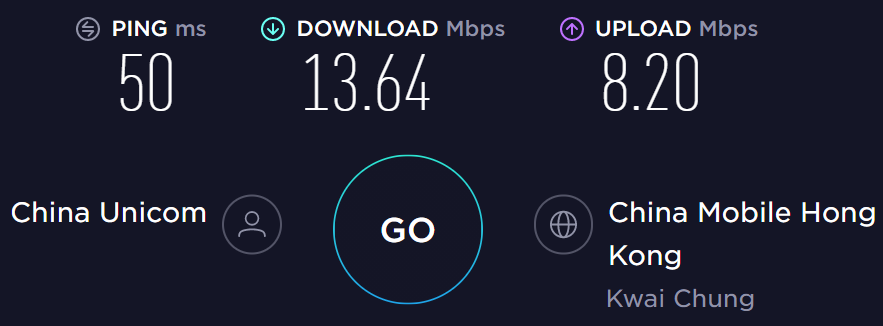 PING ms DOWNLOAD Mbps UPLOAD Mbps
50 13.64 8.20
China Unicom GO China Mobile Hong
Kong
Kwai Chung